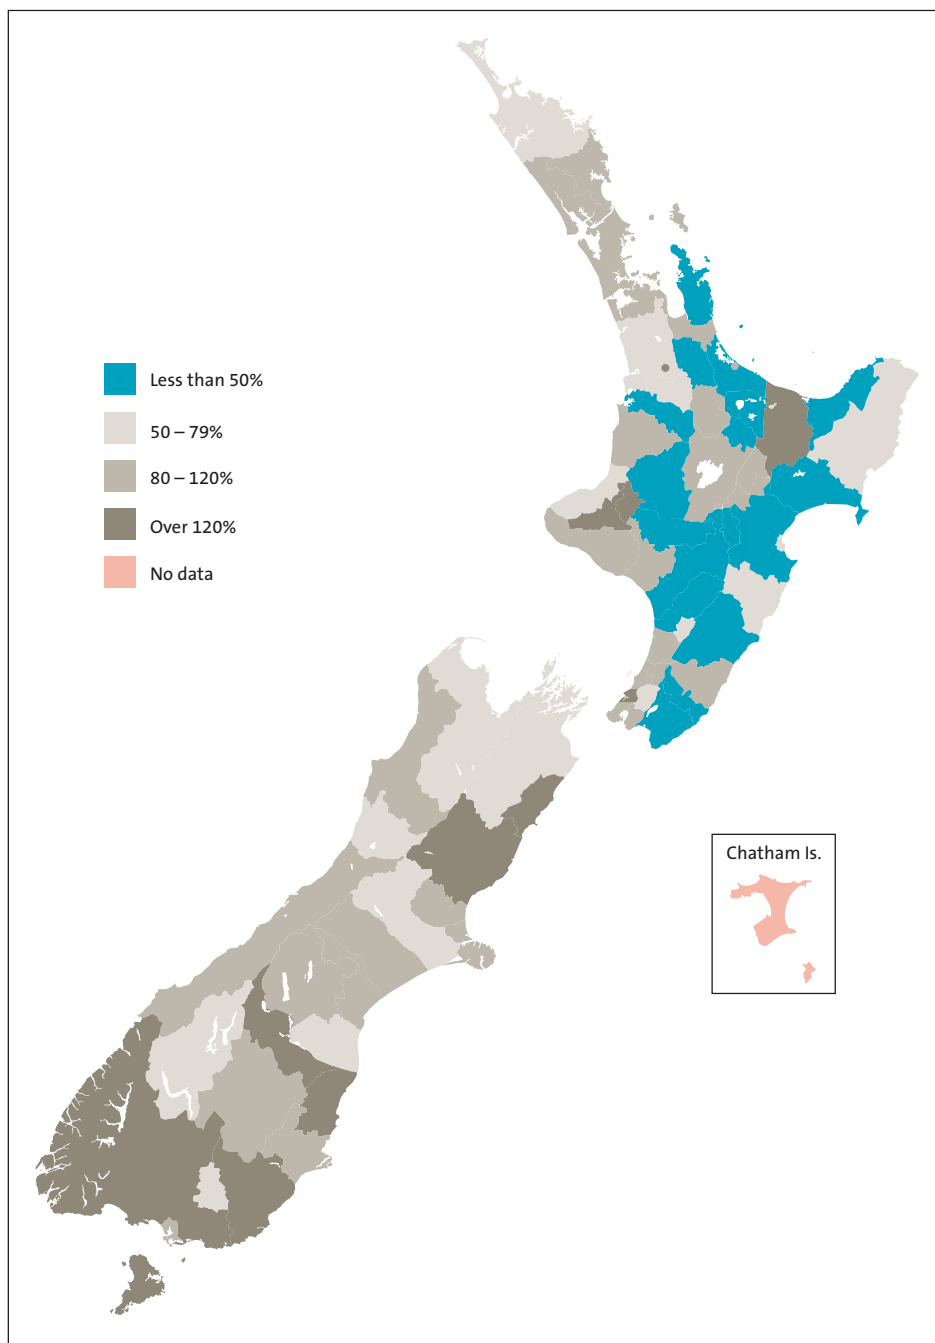 Less than 50%
50 – 79%
80 – 120%
Over 120%
No data
Chatham Is.